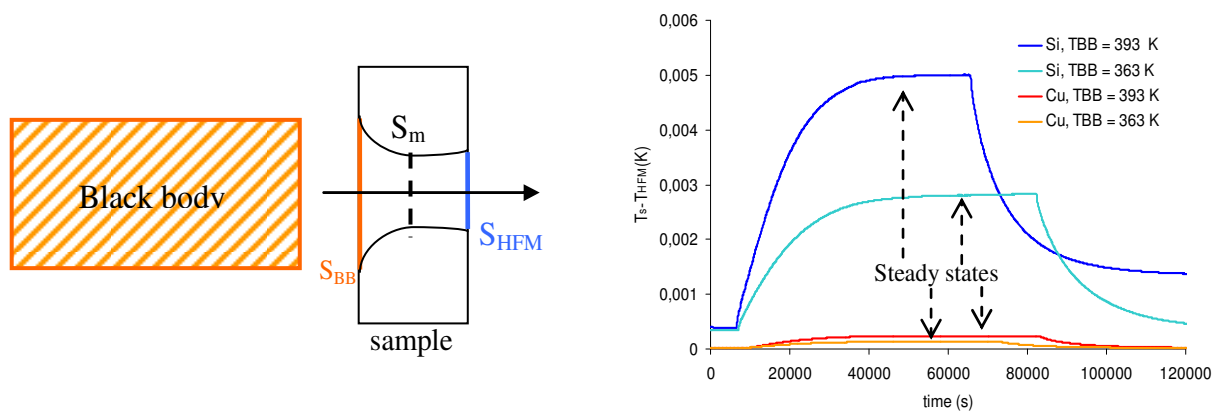 Black body
S_BB
S_m
S_HFM
sample
0,006
0,005
0,004
0,003
0,002
0,001
0
Ts-THFM(K)
Si, TBB = 393 K
Si, TBB = 363 K
Cu, TBB = 393 K
Cu, TBB = 363 K
Steady states
0 20000 40000 60000 80000 100000 120000
time (s)